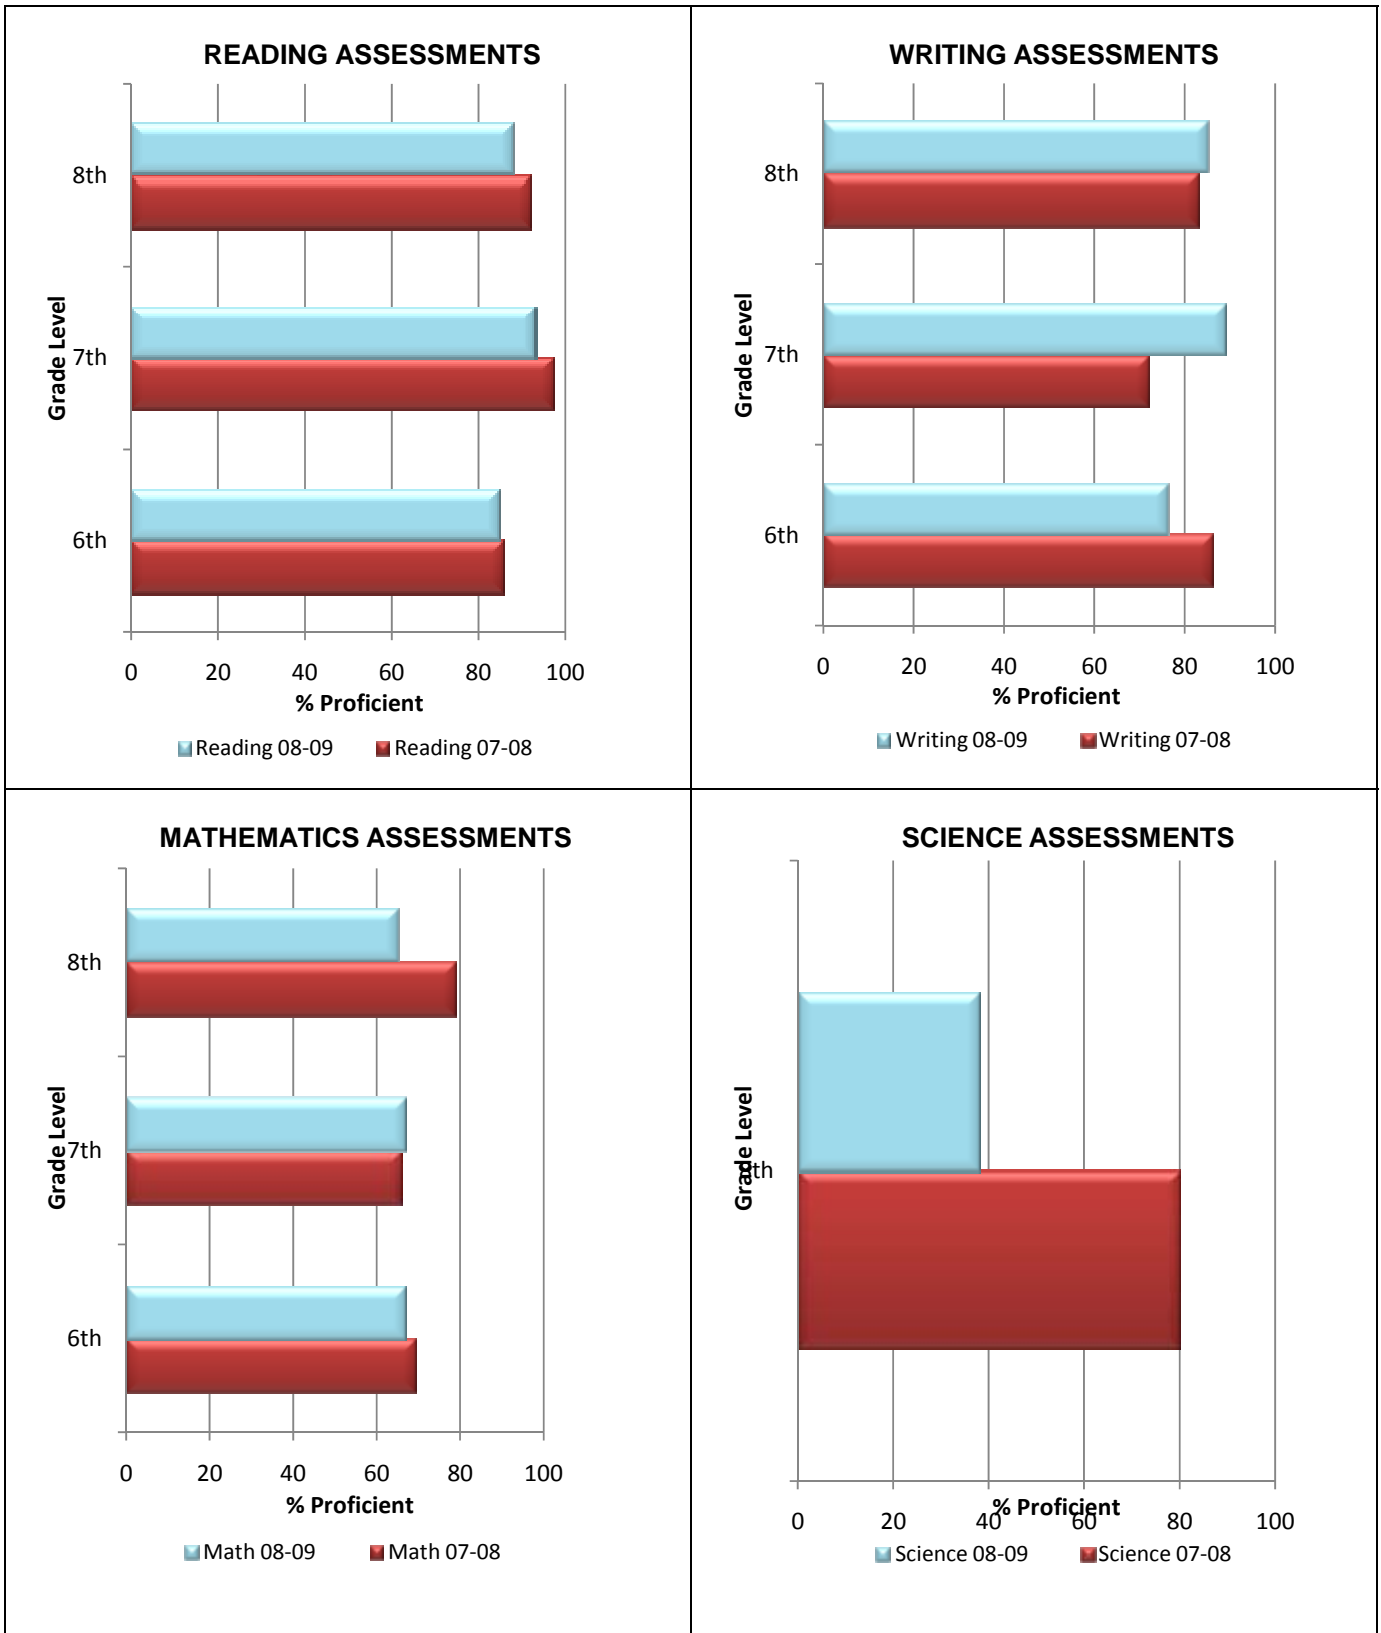 READING ASSESSMENTS
8th
7th
6th
Grade Level
0 20 40 60 80 100
% Proficient
Reading 08-09 Reading 07-08
WRITING ASSESSMENTS
8th
7th
6th
Grade Level
0 20 40 60 80 100
% Proficient
Writing 08-09 Writing 07-08
MATHEMATICS ASSESSMENTS
8th
7th
6th
Grade Level
0 20 40 60 80 100
% Proficient
Math 08-09 Math 07-08
SCIENCE ASSESSMENTS
8th
Grade Level
0 20 40 60 80 100
% Proficient
Science 08-09 Science 07-08